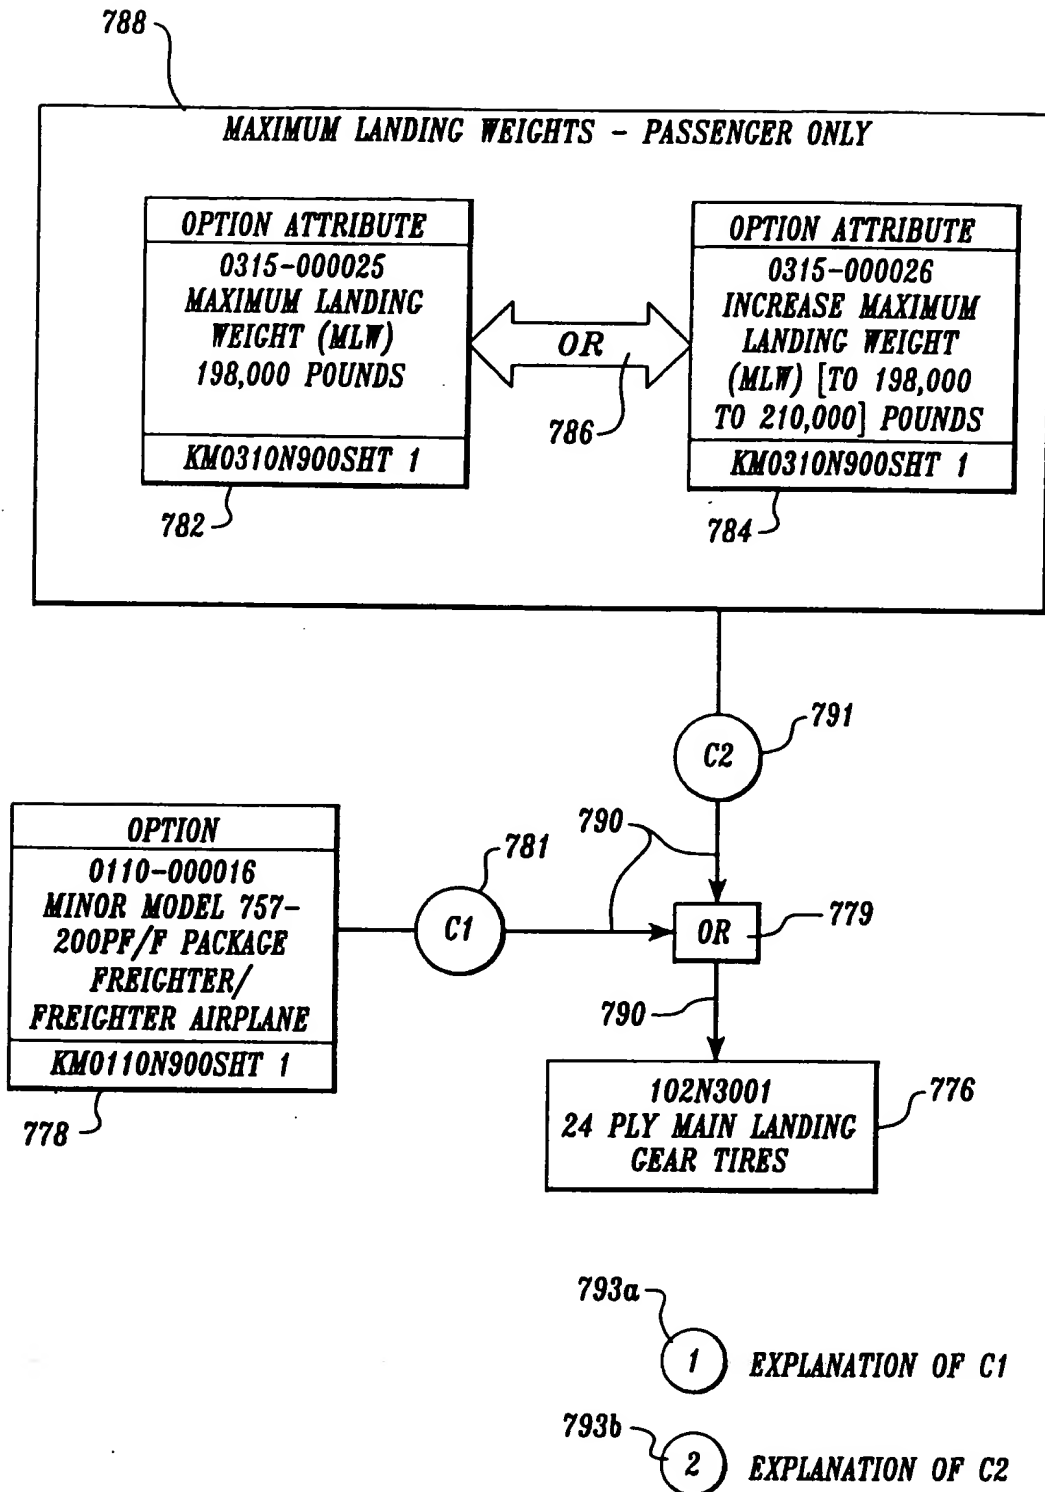 788
MAXIMUM LANDING WEIGHTS - PASSENGER ONLY
OPTION ATTRIBUTE
0315-000025
MAXIMUM LANDING
WEIGHT (MLW)
198,000 POUNDS
KM0310N900SHT 1
782
OR
786
OPTION ATTRIBUTE
0315-000026
INCREASE MAXIMUM
LANDING WEIGHT
(MLW) [TO 198,000
TO 210,000] POUNDS
KM0310N900SHT 1
784
C2
791
OPTION
0110-000016
MINOR MODEL 757-
200PF/F PACKAGE
FREIGHTER/
FREIGHTER AIRPLANE
KM0110N900SHT 1
778
C1
781
790
OR
779
790
102N3001
24 PLY MAIN LANDING
GEAR TIRES
776
793a
1 EXPLANATION OF C1
793b
2 EXPLANATION OF C2